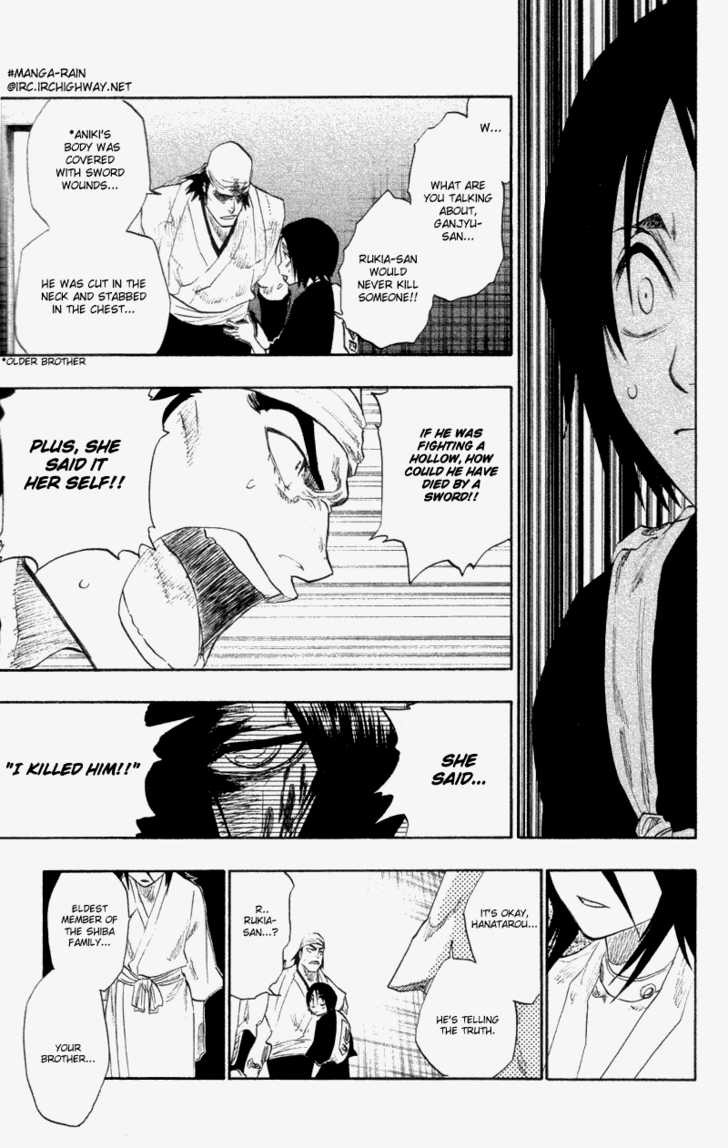 #MANGA-RAIN
@IRC.IRCHIGHWAY.NET
W...
WHAT ARE
YOU TALKING
ABOUT,
GANJYU-
SAN...
RUKIA-SAN
WOULD
NEVER KILL
SOMEONE!!
*ANIKI'S
BODY WAS
COVERED
WITH SWORD
WOUNDS...
HE WAS CUT IN THE
NECK AND STABBED
IN THE CHEST...
*OLDER BROTHER
IF HE WAS
FIGHTING A
HOLLOW, HOW
COULD HE HAVE
DIED BY A
SWORD!!
PLUS, SHE
SAID IT
HER SELF!!
SHE
SAID...
"I KILLED HIM!!"
IT'S OKAY,
HANATAROU...
HE'S TELLING
THE TRUTH.
R..
RUKIA-
SAN...?
ELDEST
MEMBER OF
THE SHIBA
FAMILY...
YOUR
BROTHER...